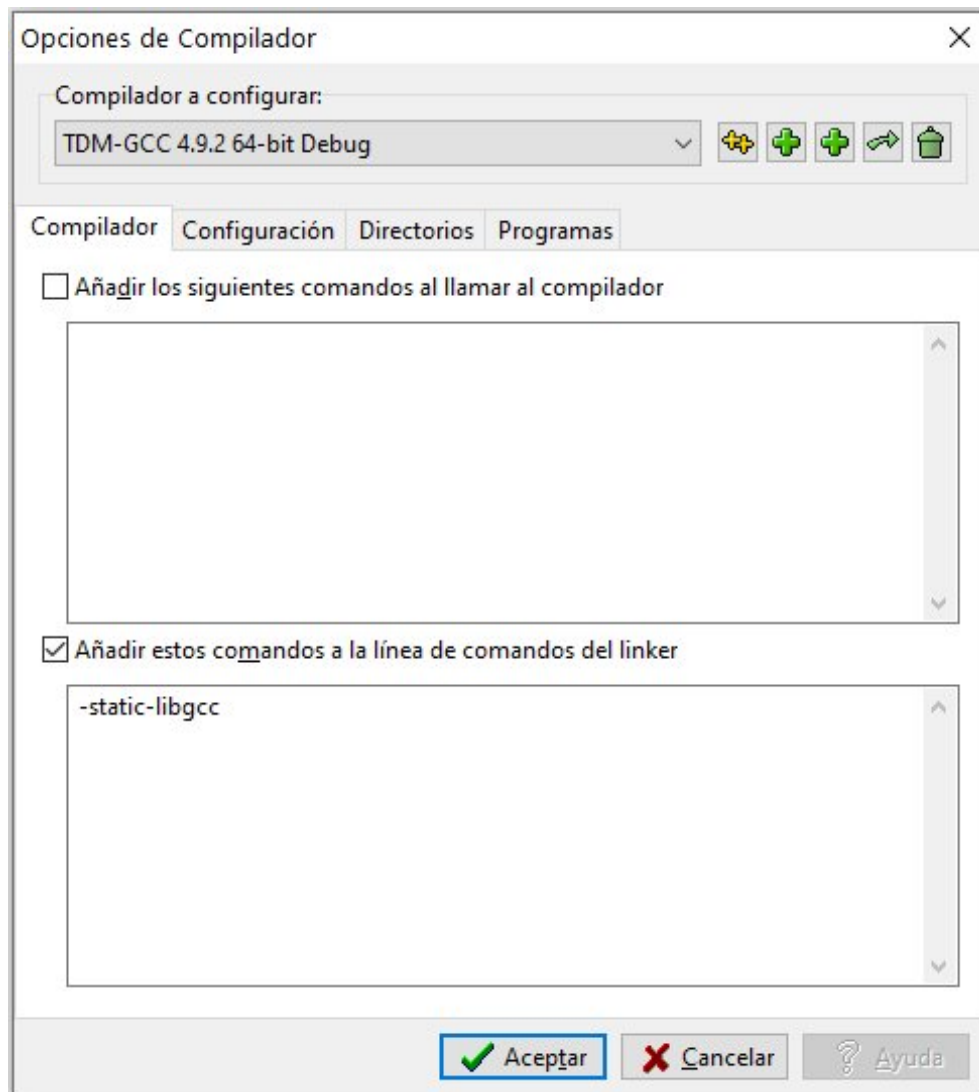 Opciones de Compilador
Compilador a configurar:
TDM-GCC 4.9.2 64-bit Debug
Compilador Configuración Directorios Programas
Añadir los siguientes comandos al llamar al compilador
Añadir estos comandos a la línea de comandos del linker
-static-libgcc
Aceptar Cancelar Ayuda